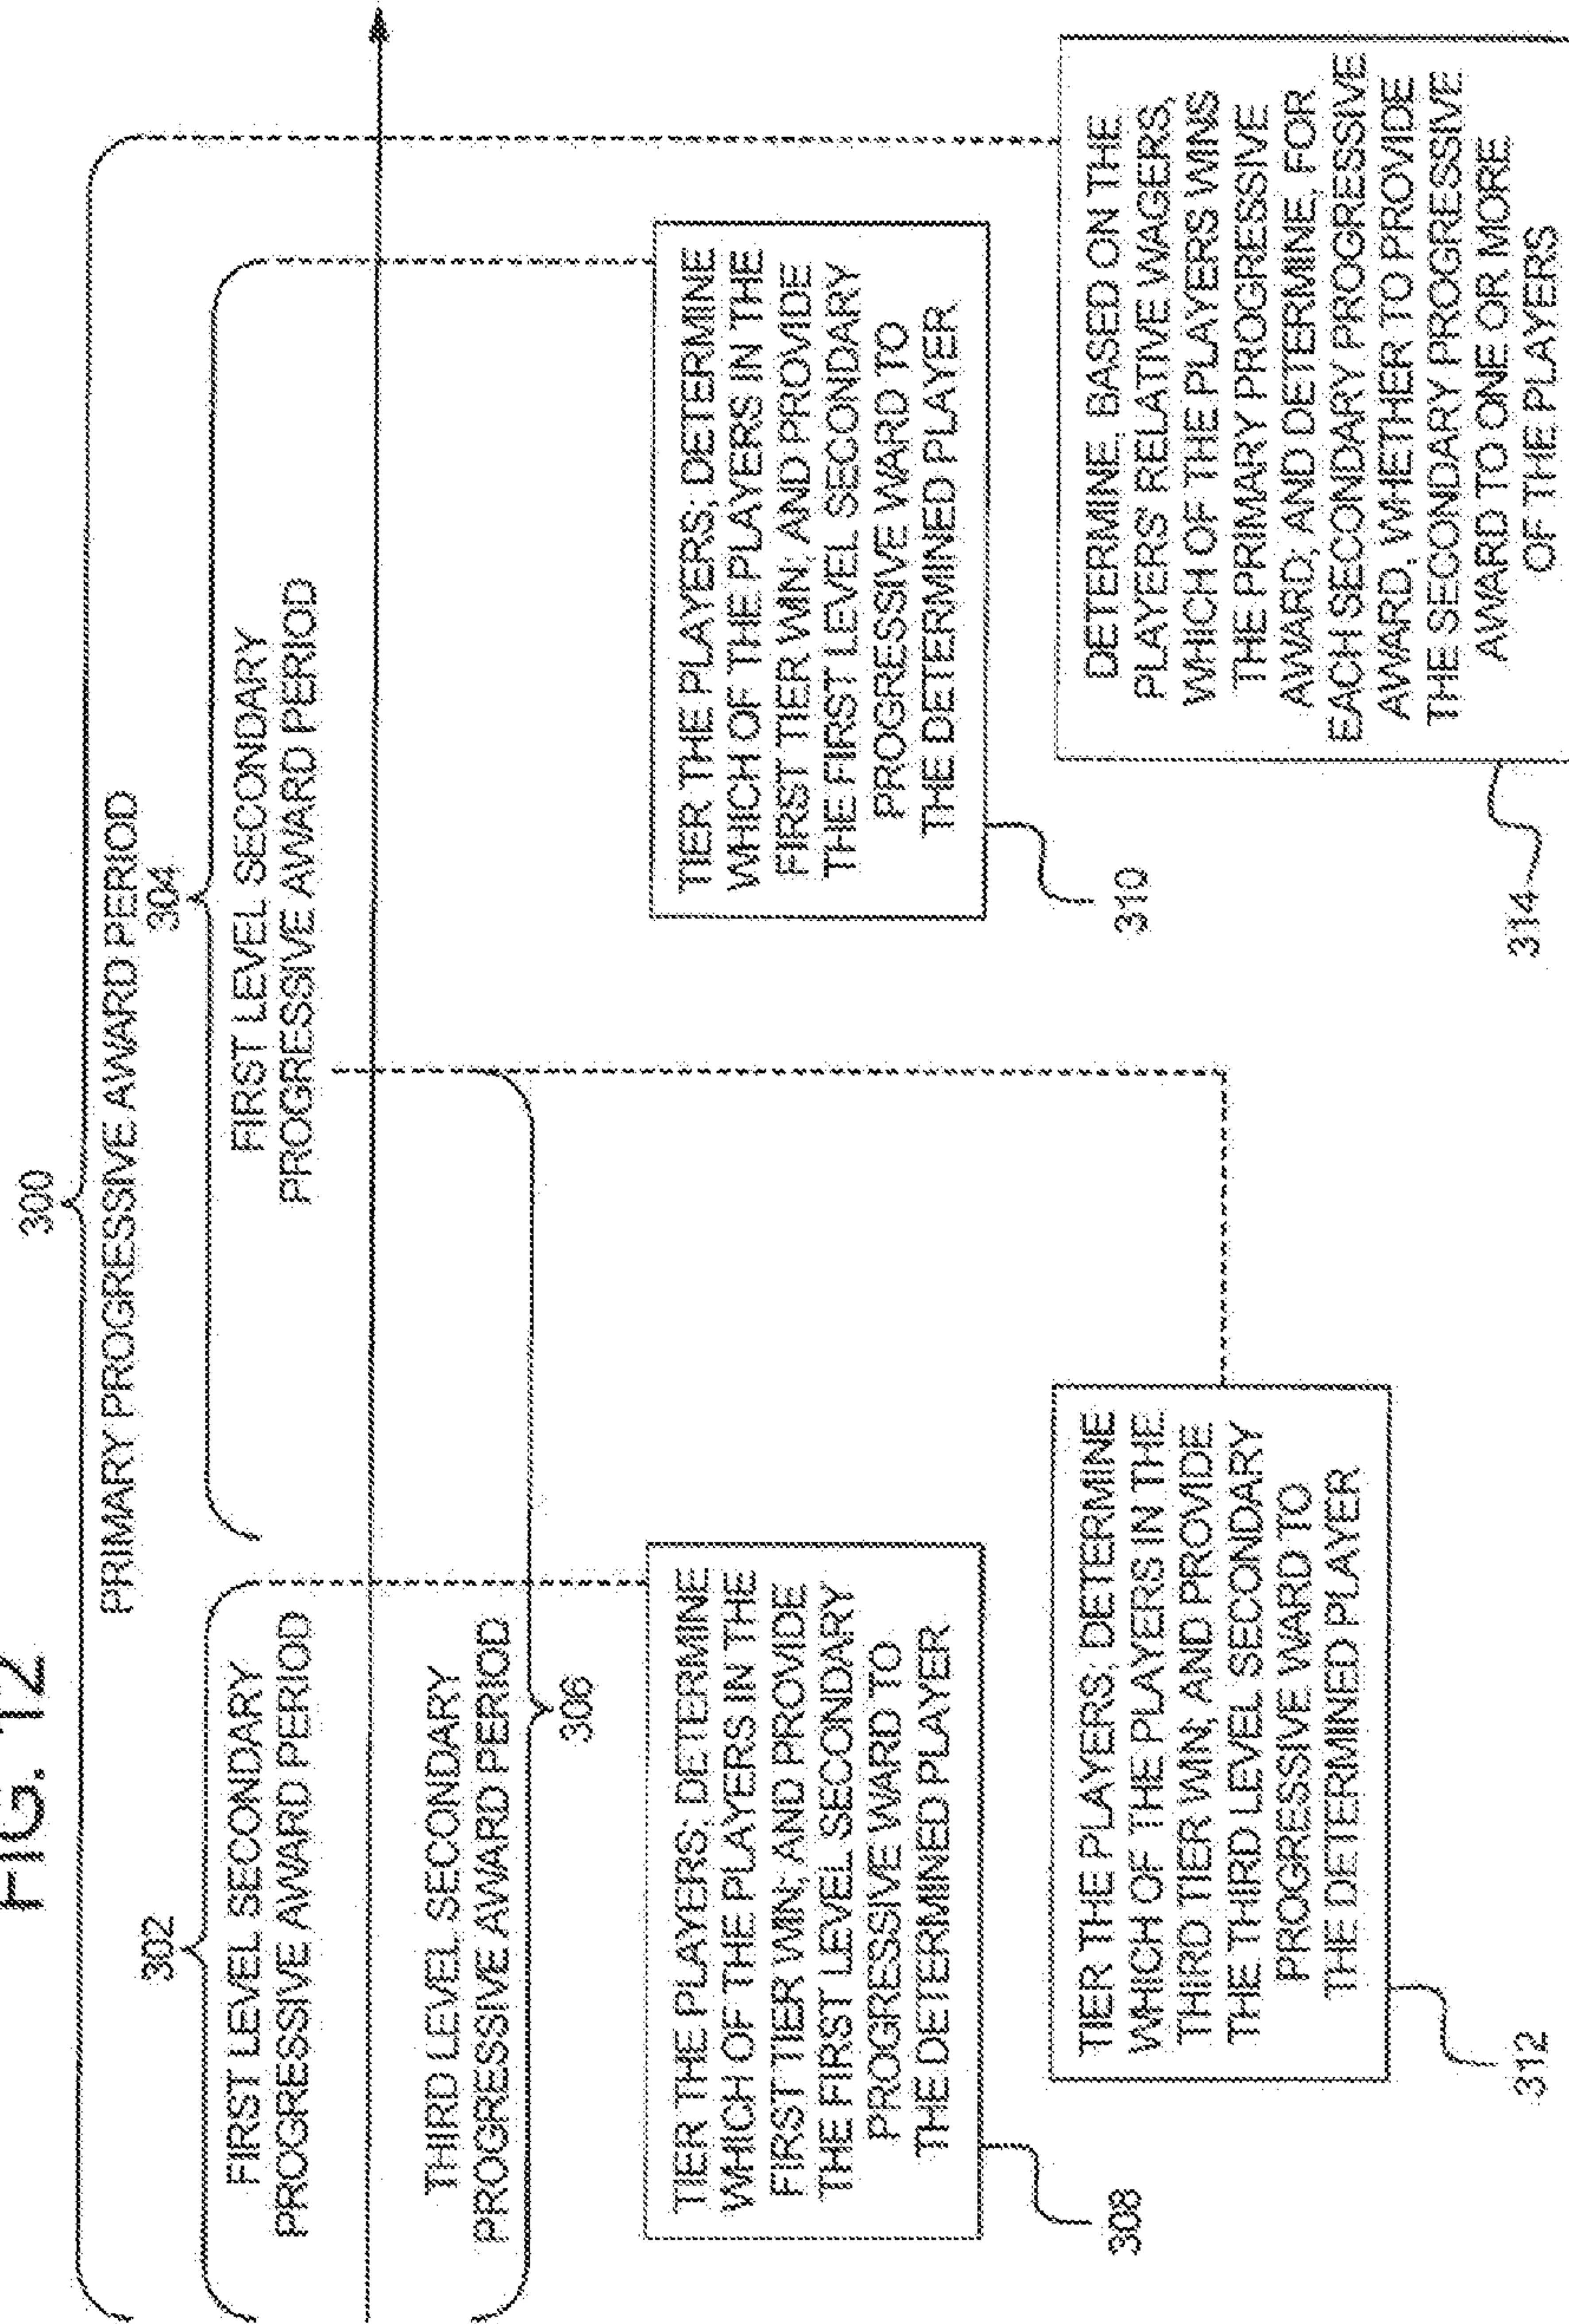 FIG. 12
300
PRIMARY PROGRESSIVE AWARD PERIOD
302
FIRST LEVEL SECONDARY
PROGRESSIVE AWARD PERIOD
304
FIRST LEVEL SECONDARY
PROGRESSIVE AWARD PERIOD
THIRD LEVEL SECONDARY
PROGRESSIVE AWARD PERIOD
306
TIER THE PLAYERS; DETERMINE
WHICH OF THE PLAYERS IN THE
FIRST TIER WIN; AND PROVIDE
THE FIRST LEVEL SECONDARY
PROGRESSIVE WARD TO
THE DETERMINED PLAYER
308
TIER THE PLAYERS; DETERMINE
WHICH OF THE PLAYERS IN THE
FIRST TIER WIN; AND PROVIDE
THE FIRST LEVEL SECONDARY
PROGRESSIVE WARD TO
THE DETERMINED PLAYER
310
TIER THE PLAYERS; DETERMINE
WHICH OF THE PLAYERS IN THE
THIRD TIER WIN; AND PROVIDE
THE THIRD LEVEL SECONDARY
PROGRESSIVE WARD TO
THE DETERMINED PLAYER
312
DETERMINE, BASED ON THE
PLAYERS' RELATIVE WAGERS,
WHICH OF THE PLAYERS WINS
THE PRIMARY PROGRESSIVE
AWARD; AND DETERMINE, FOR
EACH SECONDARY PROGRESSIVE
AWARD, WHETHER TO PROVIDE
THE SECONDARY PROGRESSIVE
AWARD TO ONE OR MORE
OF THE PLAYERS
314